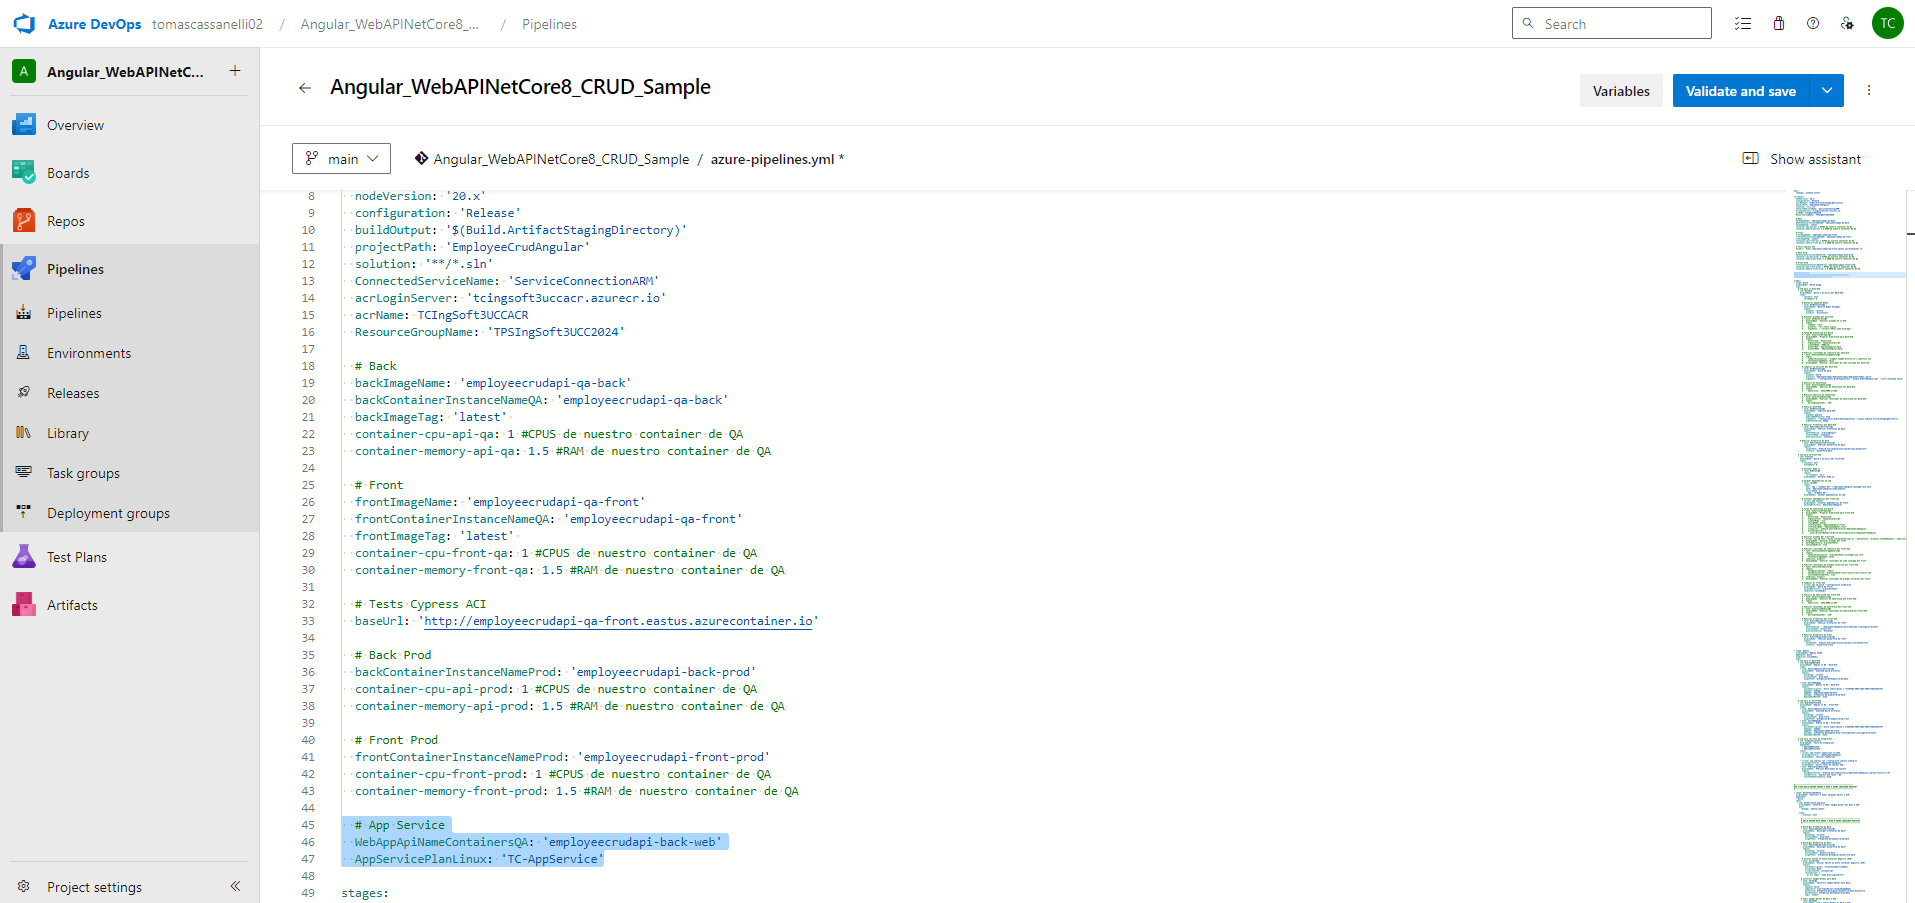 Azure DevOps tomascassanelli02 / Angular_WebAPINetCore8_... / Pipelines
Search
TC
A Angular_WebAPINetC... +
Overview
Boards
Repos
Pipelines
Pipelines
Environments
Releases
Library
Task groups
Deployment groups
Test Plans
Artifacts
Project settings
Angular_WebAPINetCore8_CRUD_Sample
Variables
Validate and save
main
Angular_WebAPINetCore8_CRUD_Sample / azure-pipelines.yml *
Show assistant
8 nodeVersion: '20.x'
9 configuration: 'Release'
10 buildOutput: '$(Build.ArtifactStagingDirectory)'
11 projectPath: 'EmployeeCrudAngular'
12 solution: '**/*.sln'
13 ConnectedServiceName: 'ServiceConnectionARM'
14 acrLoginServer: 'tcingsoft3uccacr.azurecr.io'
15 acrName: TCIngSoft3UCCACR
16 ResourceGroupName: 'TPSIngSoft3UCC2024'
17
18 # Back
19 backImageName: 'employeecrudapi-qa-back'
20 backContainerInstanceNameQA: 'employeecrudapi-qa-back'
21 backImageTag: 'latest'
22 container-cpu-api-qa: 1 #CPUS de nuestro container de QA
23 container-memory-api-qa: 1.5 #RAM de nuestro container de QA
24
25 # Front
26 frontImageName: 'employeecrudapi-qa-front'
27 frontContainerInstanceNameQA: 'employeecrudapi-qa-front'
28 frontImageTag: 'latest'
29 container-cpu-front-qa: 1 #CPUS de nuestro container de QA
30 container-memory-front-qa: 1.5 #RAM de nuestro container de QA
31
32 # Tests Cypress ACI
33 baseUrl: 'http://employeecrudapi-qa-front.eastus.azurecontainer.io'
34
35 # Back Prod
36 backContainerInstanceNameProd: 'employeecrudapi-back-prod'
37 container-cpu-api-prod: 1 #CPUS de nuestro container de QA
38 container-memory-api-prod: 1.5 #RAM de nuestro container de QA
39
40 # Front Prod
41 frontContainerInstanceNameProd: 'employeecrudapi-front-prod'
42 container-cpu-front-prod: 1 #CPUS de nuestro container de QA
43 container-memory-front-prod: 1.5 #RAM de nuestro container de QA
44
45 # App Service
46 WebAppApiNameContainersQA: 'employeecrudapi-back-web'
47 AppServicePlanLinux: 'TC-AppService'
48
49 stages: